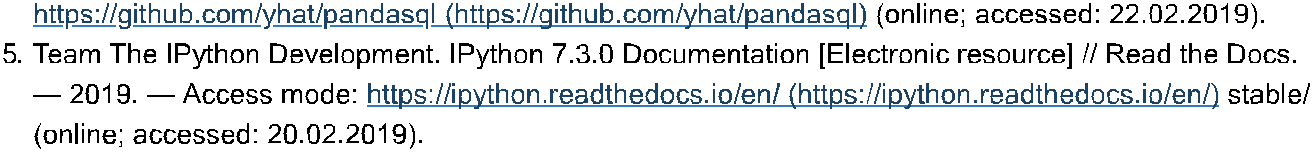 https://github.com/yhat/pandasql (https://github.com/yhat/pandasql) (online; accessed: 22.02.2019).
5. Team The IPython Development. IPython 7.3.0 Documentation [Electronic resource] // Read the Docs.
— 2019. — Access mode: https://ipython.readthedocs.io/en/ (https://ipython.readthedocs.io/en/) stable/
(online; accessed: 20.02.2019).